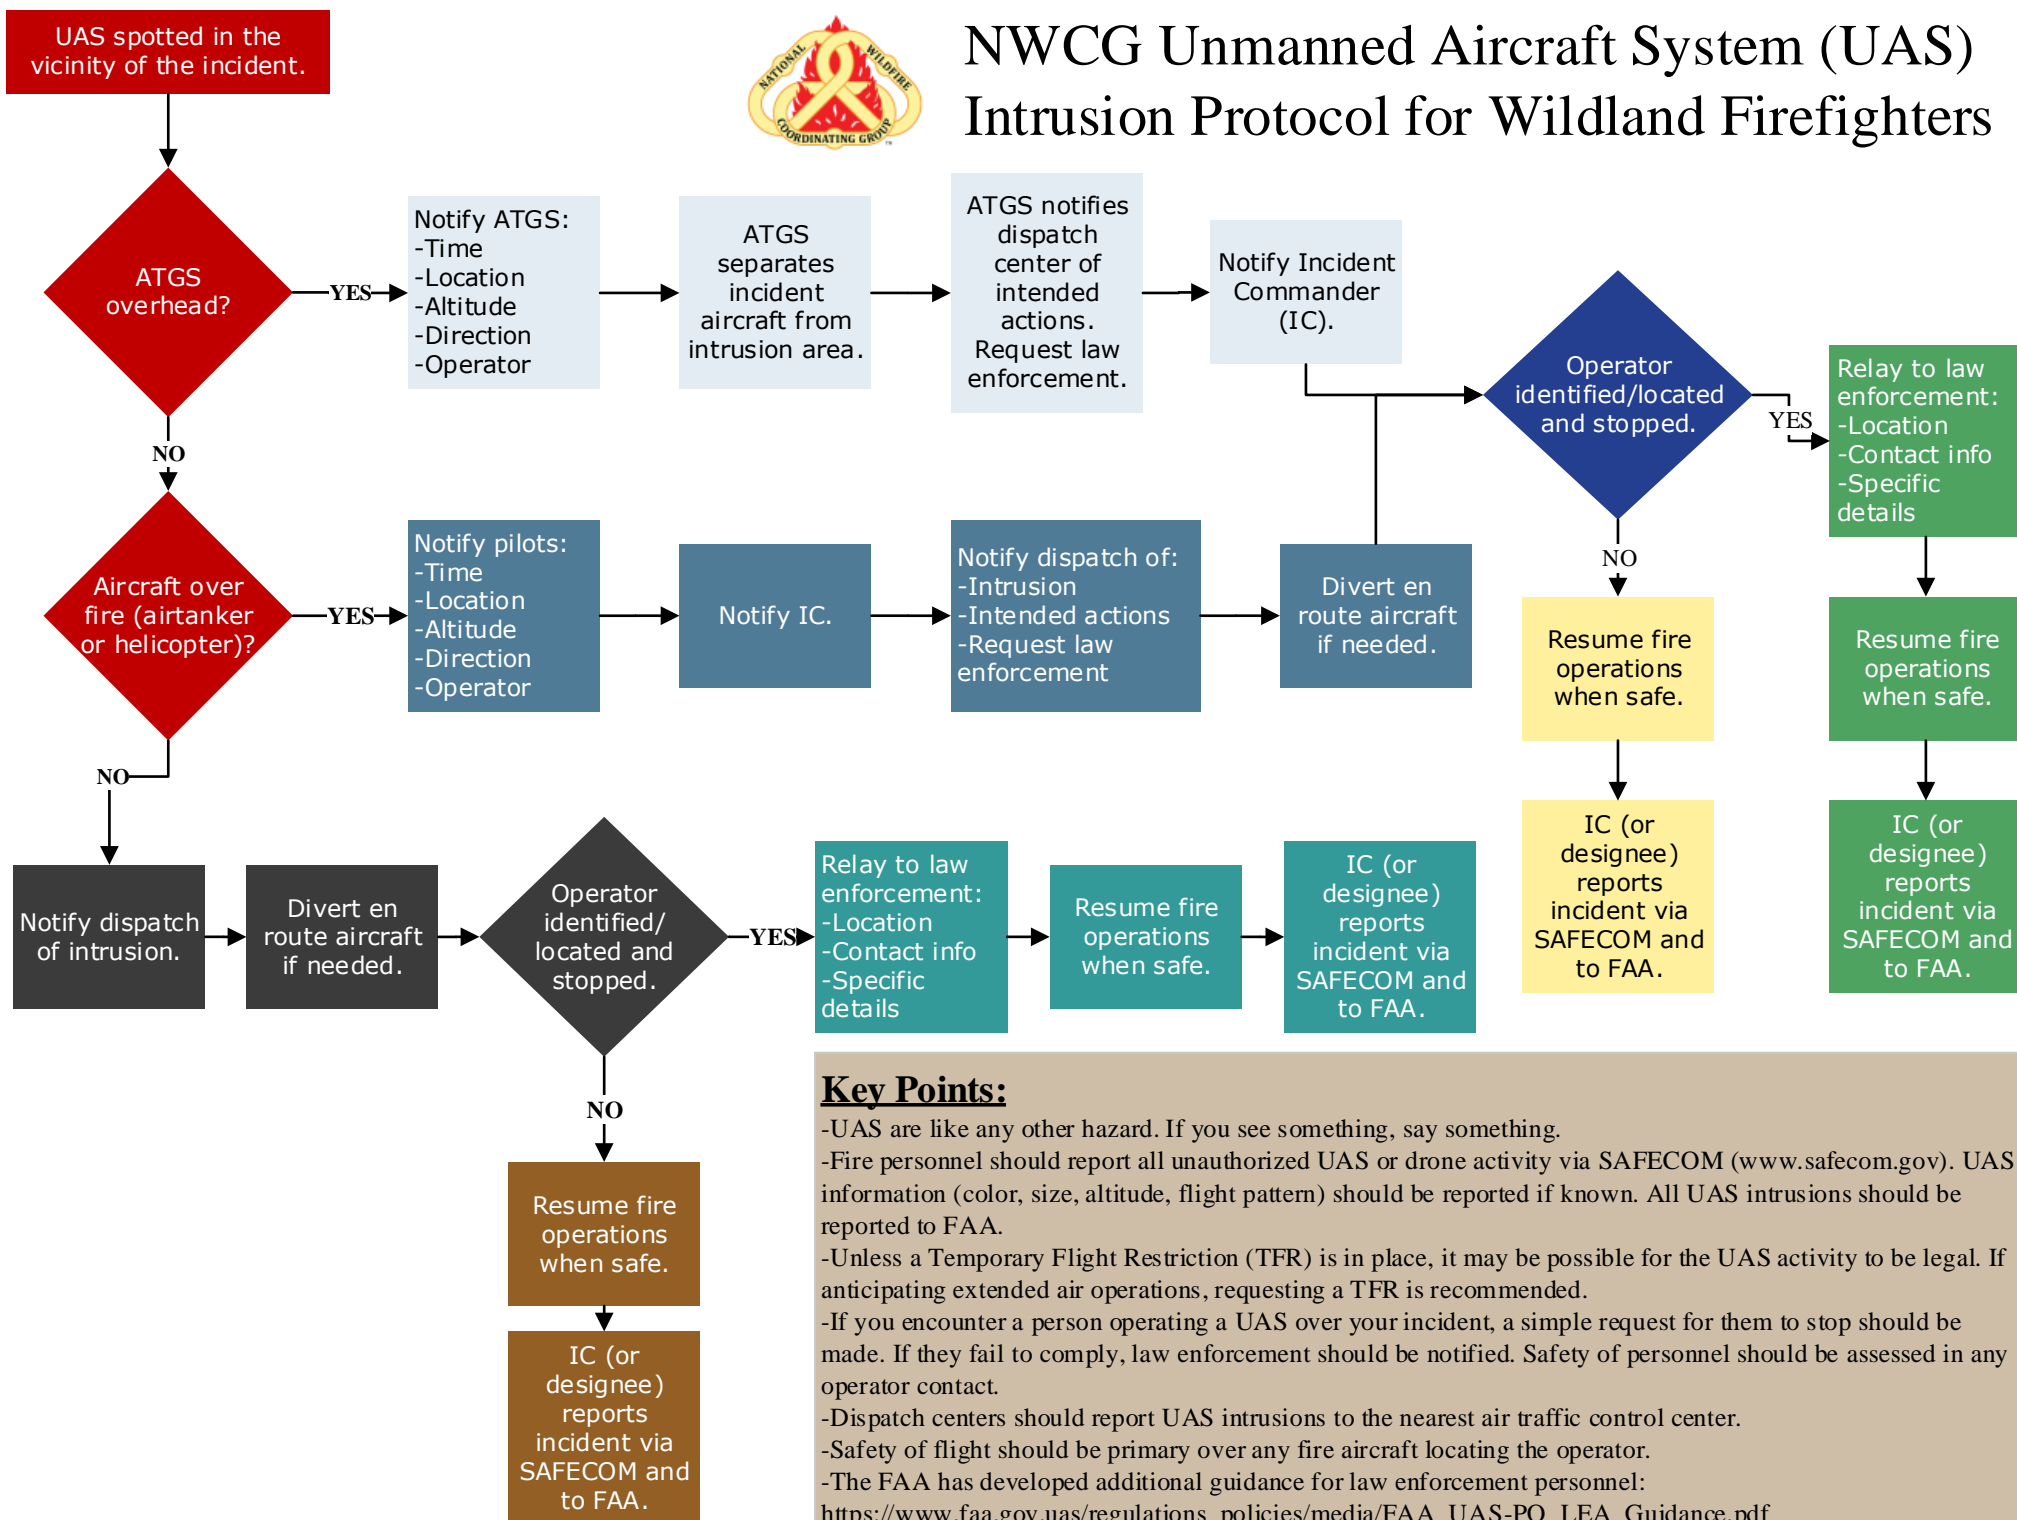 UAS spotted in the
vicinity of the incident.
NATIONAL
WILDFIRE
COORDINATING GROUP
TM
NWCG Unmanned Aircraft System (UAS)
Intrusion Protocol for Wildland Firefighters
ATGS
overhead?
YES
Notify ATGS:
-Time
-Location
-Altitude
-Direction
-Operator
ATGS
separates
incident
aircraft from
intrusion area.
ATGS notifies
dispatch
center of
intended
actions.
Request law
enforcement.
Notify Incident
Commander
(IC).
Operator
identified/located
and stopped.
YES
Relay to law
enforcement:
-Location
-Contact info
-Specific
details
NO
NO
Aircraft over
fire (airtanker
or helicopter)?
YES
Notify pilots:
-Time
-Location
-Altitude
-Direction
-Operator
Notify IC.
Notify dispatch of:
-Intrusion
-Intended actions
-Request law
enforcement
Divert en
route aircraft
if needed.
Resume fire
operations
when safe.
Resume fire
operations
when safe.
IC (or
designee)
reports
incident via
SAFECOM and
to FAA.
IC (or
designee)
reports
incident via
SAFECOM and
to FAA.
NO
Notify dispatch
of intrusion.
Divert en
route aircraft
if needed.
Operator
identified/
located and
stopped.
YES
Relay to law
enforcement:
-Location
-Contact info
-Specific
details
Resume fire
operations
when safe.
IC (or
designee)
reports
incident via
SAFECOM and
to FAA.
NO
Resume fire
operations
when safe.
IC (or
designee)
reports
incident via
SAFECOM and
to FAA.
Key Points:
-UAS are like any other hazard. If you see something, say something.
-Fire personnel should report all unauthorized UAS or drone activity via SAFECOM (www.safecom.gov). UAS
information (color, size, altitude, flight pattern) should be reported if known. All UAS intrusions should be
reported to FAA.
-Unless a Temporary Flight Restriction (TFR) is in place, it may be possible for the UAS activity to be legal. If
anticipating extended air operations, requesting a TFR is recommended.
-If you encounter a person operating a UAS over your incident, a simple request for them to stop should be
made. If they fail to comply, law enforcement should be notified. Safety of personnel should be assessed in any
operator contact.
-Dispatch centers should report UAS intrusions to the nearest air traffic control center.
-Safety of flight should be primary over any fire aircraft locating the operator.
-The FAA has developed additional guidance for law enforcement personnel:
https://www.faa.gov.uas/regulations_policies/media/FAA_UAS-PO_LEA_Guidance.pdf